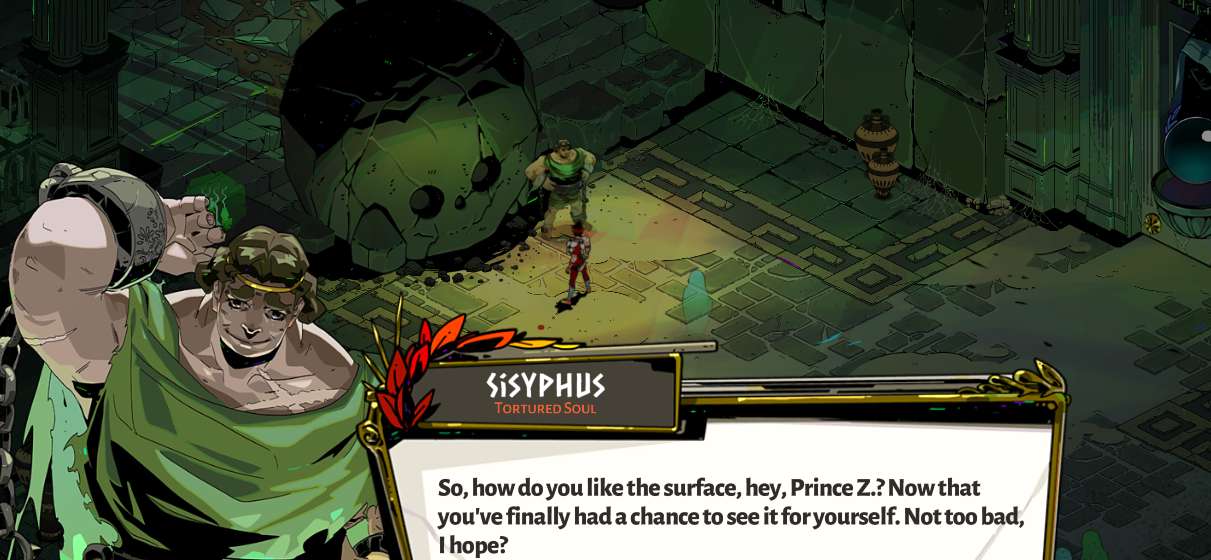 SiSYPHUS
TORTURED SOUL
So, how do you like the surface, hey, Prince Z.? Now that
you've finally had a chance to see it for yourself. Not too bad,
I hope?